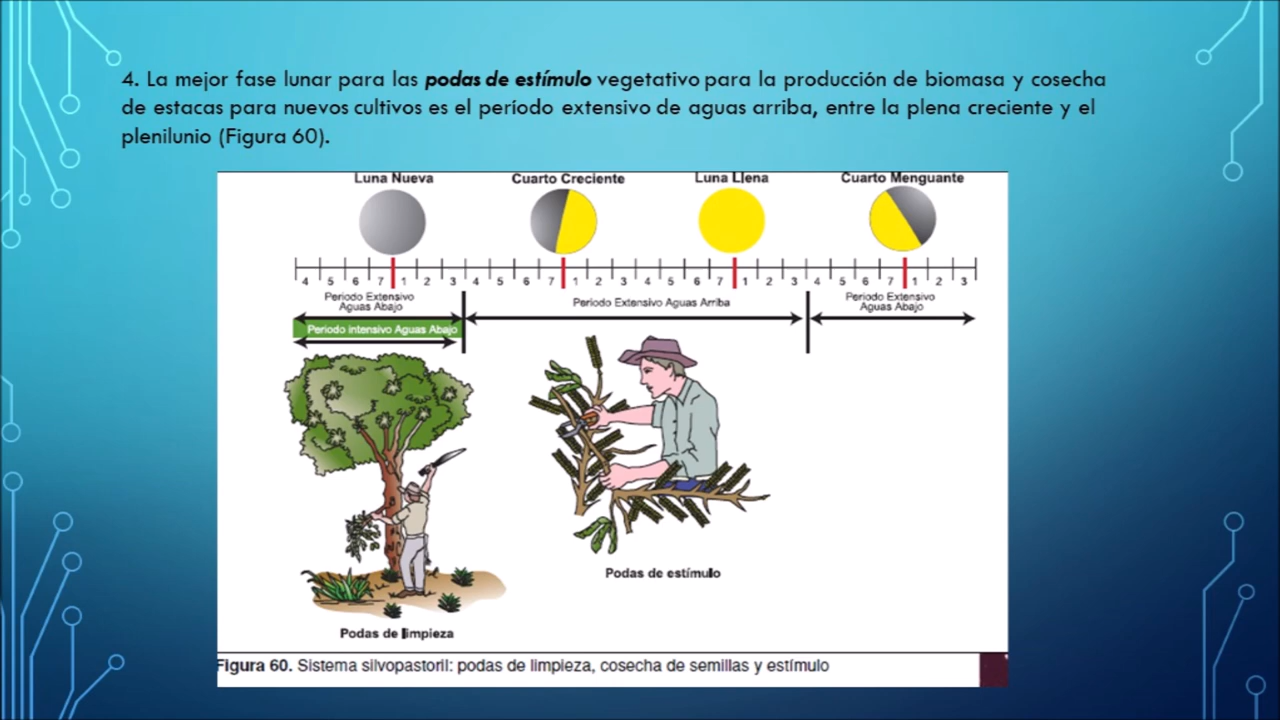 4. La mejor fase lunar para las podas de estímulo vegetativo para la producción de biomasa y cosecha
de estacas para nuevos cultivos es el período extensivo de aguas arriba, entre la plena creciente y el
plenilunio (Figura 60).
Luna Nueva Cuarto Creciente Luna Llena Cuarto Menguante
4 5 6 7 1 2 3 4 5 6 7 1 2 3 4 5 6 7 1 2 3 4 5 6 7 1 2 3
Periodo Extensivo
Aguas Abajo
Periodo Extensivo Aguas Arriba
Periodo Extensivo
Aguas Abajo
Periodo intensivo Aguas Abajo
Podas de estímulo
Podas de limpieza
Figura 60. Sistema silvopastoril: podas de limpieza, cosecha de semillas y estímulo